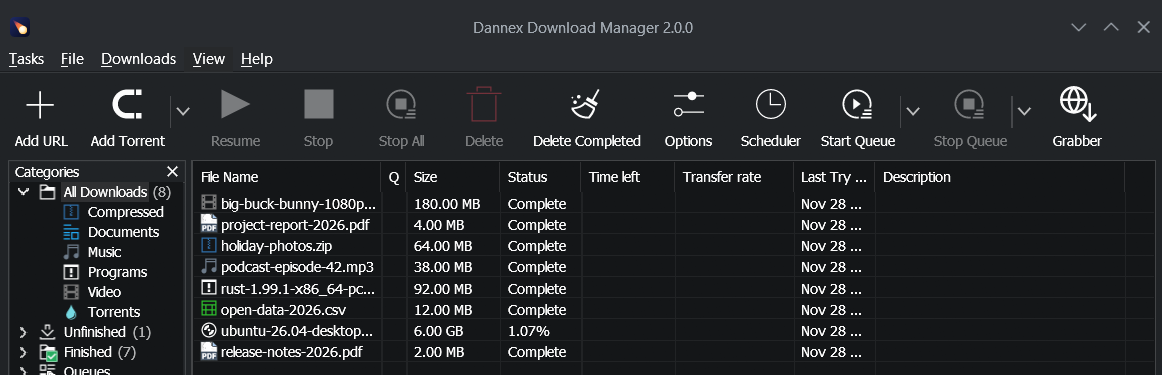 Dannex Download Manager 2.0.0
Tasks File Downloads View Help
Add URL Add Torrent Resume Stop Stop All Delete Delete Completed Options Scheduler Start Queue Stop Queue Grabber
Categories
All Downloads (8)
Compressed
Documents
Music
Programs
Video
Torrents
Unfinished (1)
Finished (7)
Queues
File Name Q Size Status Time left Transfer rate Last Try ... Description
big-buck-bunny-1080p... 180.00 MB Complete Nov 28 ...
PDF project-report-2026.pdf 4.00 MB Complete Nov 28 ...
holiday-photos.zip 64.00 MB Complete Nov 28 ...
podcast-episode-42.mp3 38.00 MB Complete Nov 28 ...
rust-1.99.1-x86_64-pc... 92.00 MB Complete Nov 28 ...
open-data-2026.csv 12.00 MB Complete Nov 28 ...
ubuntu-26.04-desktop... 6.00 GB 1.07% Nov 28 ...
PDF release-notes-2026.pdf 2.00 MB Complete Nov 28 ...